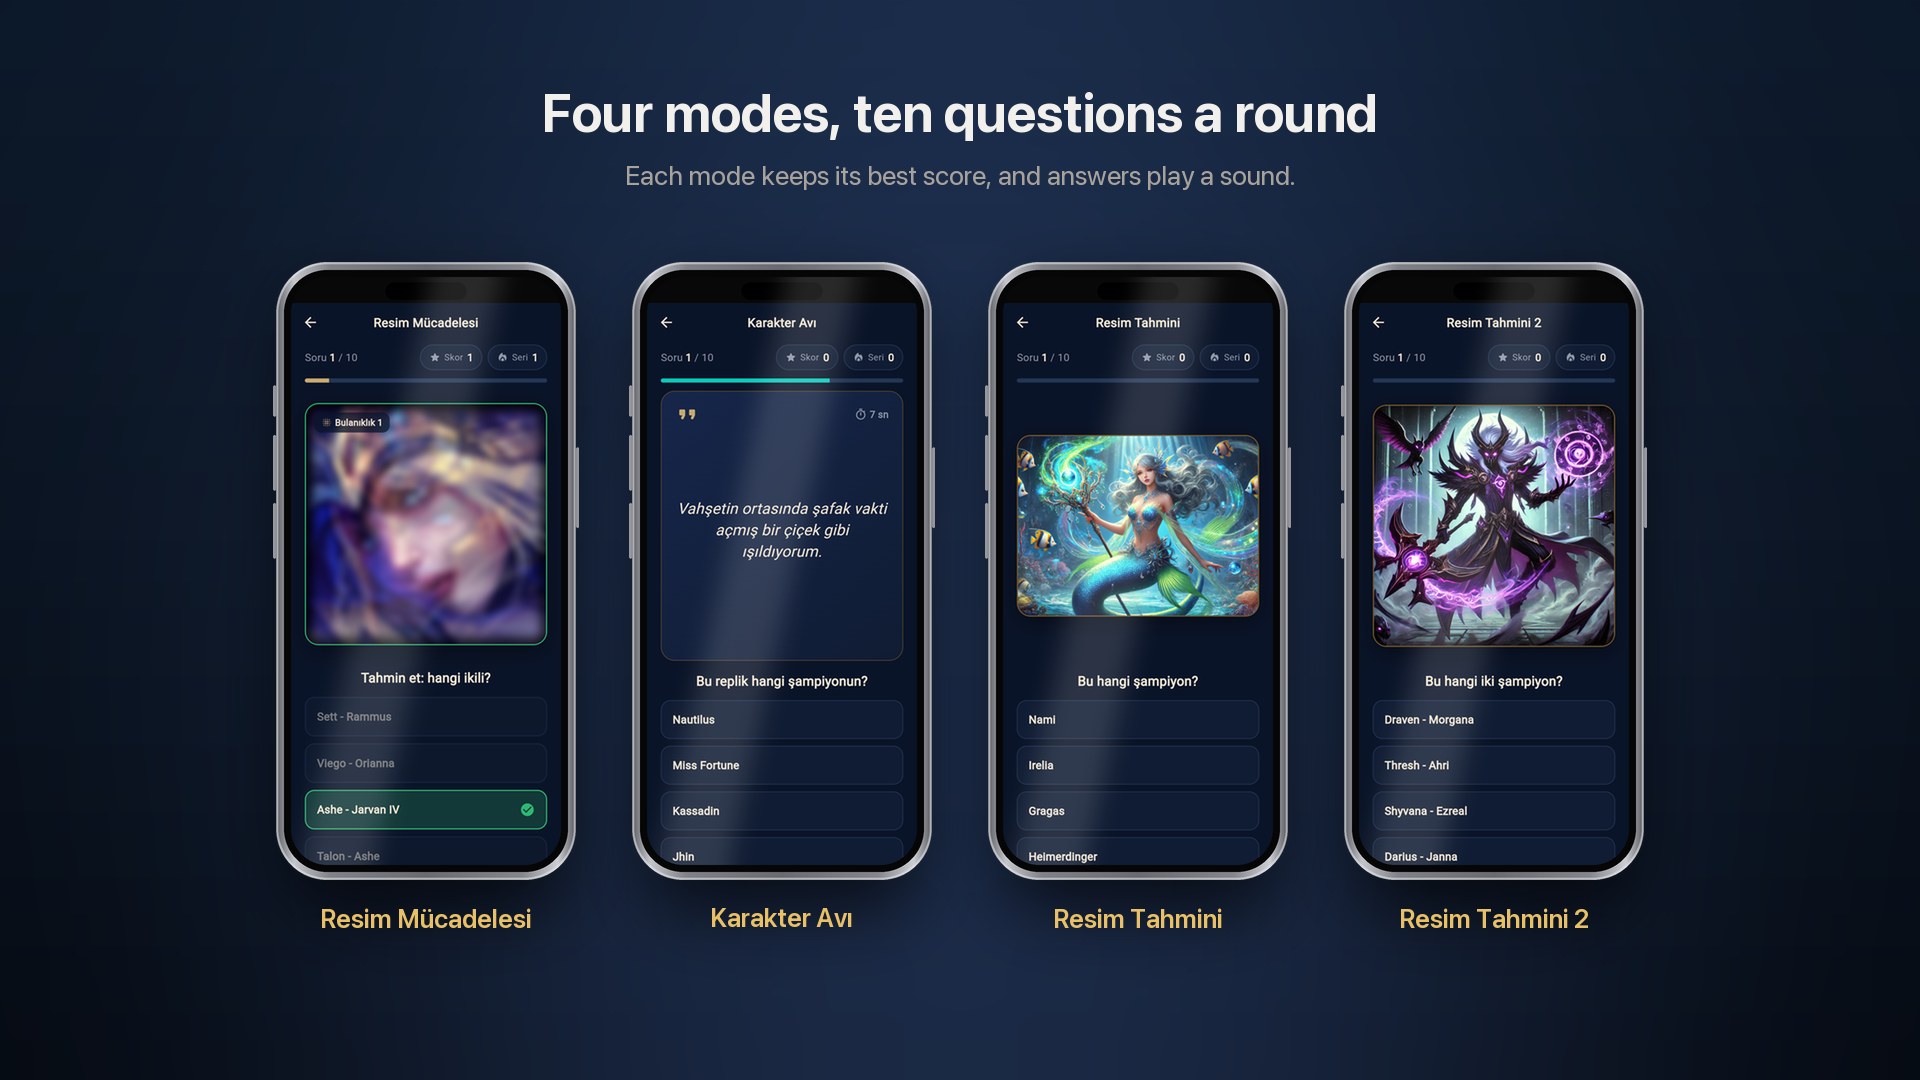 Four modes, ten questions a round
Each mode keeps its best score, and answers play a sound.
Resim Mücadelesi
Soru 1 / 10
Skor 1
Seri 1
Bulanıklık 1
Tahmin et: hangi ikili?
Sett - Rammus
Viego - Orianna
Ashe - Jarvan IV
Talon - Ashe
Resim Mücadelesi
Karakter Avı
Soru 1 / 10
Skor 0
Seri 0
7 sn
Vahşetin ortasında şafak vakti
açmış bir çiçek gibi
ışıldıyorum.
Bu replik hangi şampiyonun?
Nautilus
Miss Fortune
Kassadin
Jhin
Karakter Avı
Resim Tahmini
Soru 1 / 10
Skor 0
Seri 0
Bu hangi şampiyon?
Nami
Irelia
Gragas
Heimerdinger
Resim Tahmini
Resim Tahmini 2
Soru 1 / 10
Skor 0
Seri 0
Bu hangi iki şampiyon?
Draven - Morgana
Thresh - Ahri
Shyvana - Ezreal
Darius - Janna
Resim Tahmini 2